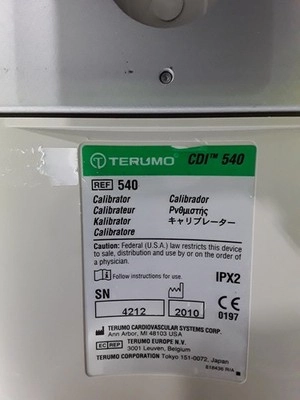 TERUMO CDI™ 540
REF 540
Calibrator Calibrador
Calibrateur Ρνθμιστής
Kalibrator キャリブレーター
Calibratore
Caution: Federal (U.S.A.) law restricts this device
to sale, distribution and use by or on the order of
a physician.
Follow instructions for use. IPX2
SN 4212 2010 CE
0197
TERUMO CARDIOVASCULAR SYSTEMS CORP.
Ann Arbor, MI 48103 USA
EC REP TERUMO EUROPE N.V.
3001 Leuven, Belgium
TERUMO CORPORATION Tokyo 151-0072, Japan